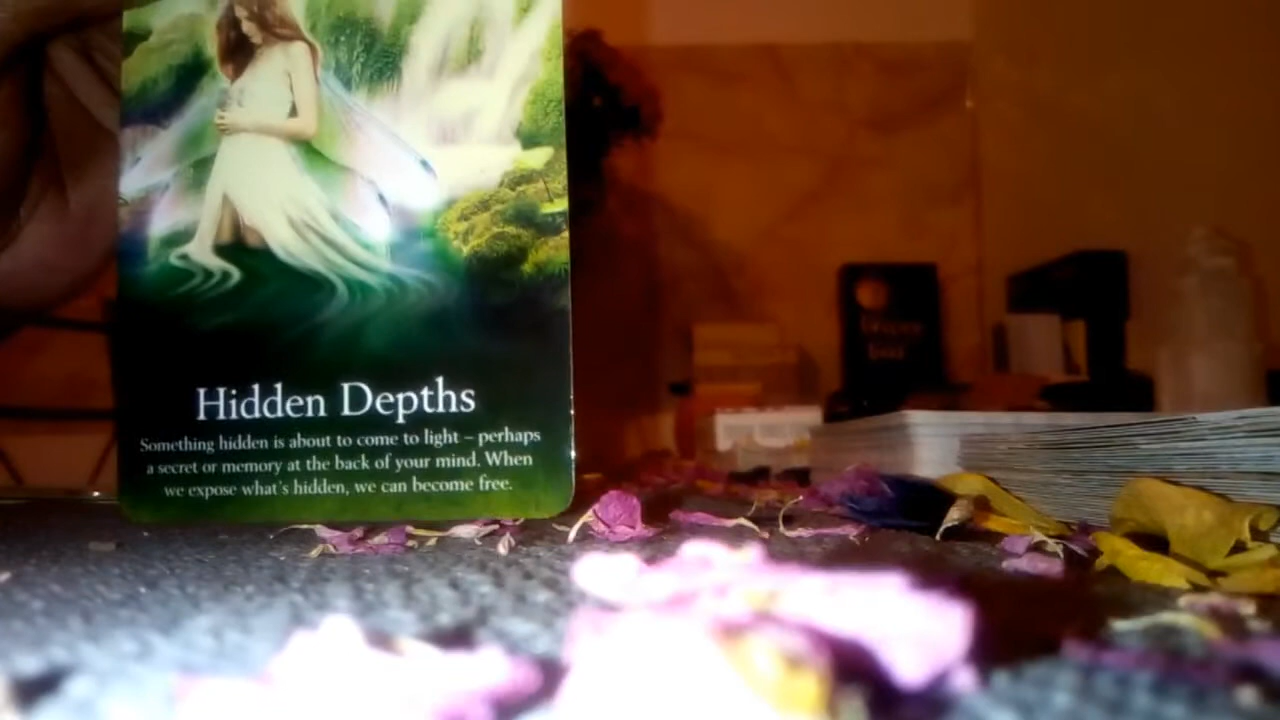 Hidden Depths
Something hidden is about to come to light – perhaps
a secret or memory at the back of your mind. When
we expose what's hidden, we can become free.